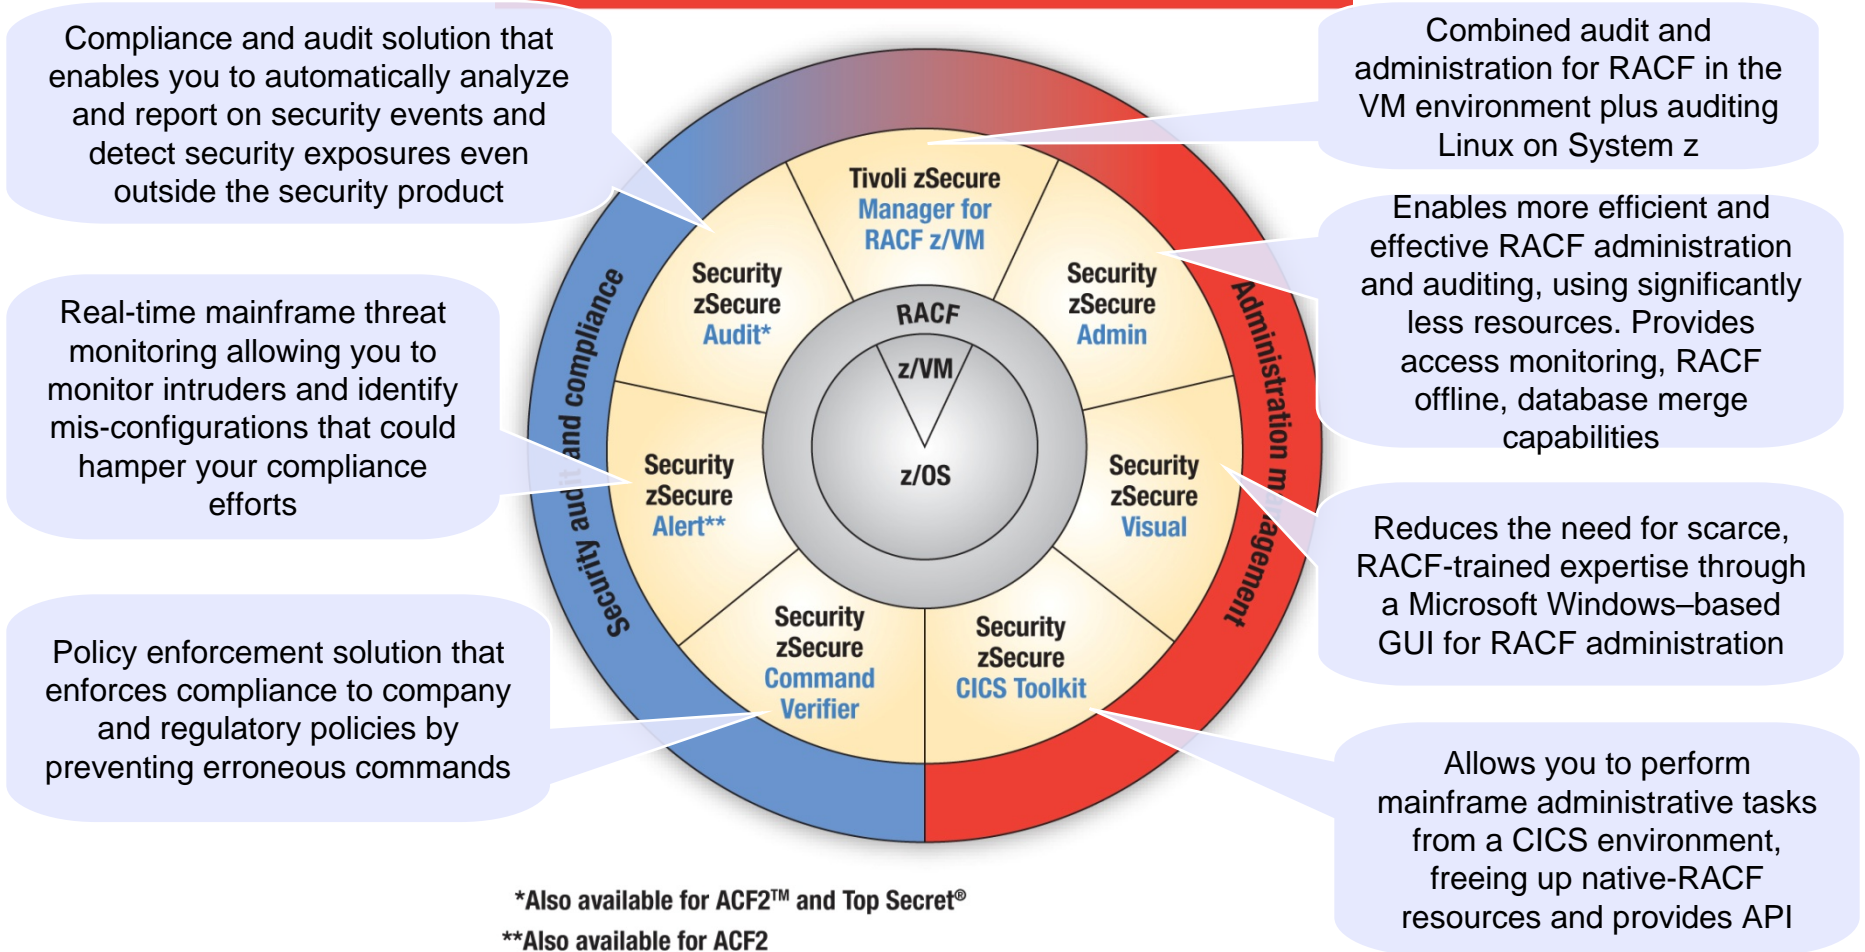 Compliance and audit solution that
enables you to automatically analyze
and report on security events and
detect security exposures even
outside the security product
Real-time mainframe threat
monitoring allowing you to
monitor intruders and identify
mis-configurations that could
hamper your compliance
efforts
Policy enforcement solution that
enforces compliance to company
and regulatory policies by
preventing erroneous commands
Security audit and compliance
Tivoli zSecure
Manager for
RACF z/VM
Security
zSecure
Audit*
Security
zSecure
Admin
RACF
z/VM
z/OS
Security
zSecure
Alert**
Security
zSecure
Visual
Security
zSecure
Command
Verifier
Security
zSecure
CICS Toolkit
Administration management
Combined audit and
administration for RACF in the
VM environment plus auditing
Linux on System z
Enables more efficient and
effective RACF administration
and auditing, using significantly
less resources. Provides
access monitoring, RACF
offline, database merge
capabilities
Reduces the need for scarce,
RACF-trained expertise through
a Microsoft Windows–based
GUI for RACF administration
Allows you to perform
mainframe administrative tasks
from a CICS environment,
freeing up native-RACF
resources and provides API
*Also available for ACF2™ and Top Secret®
**Also available for ACF2